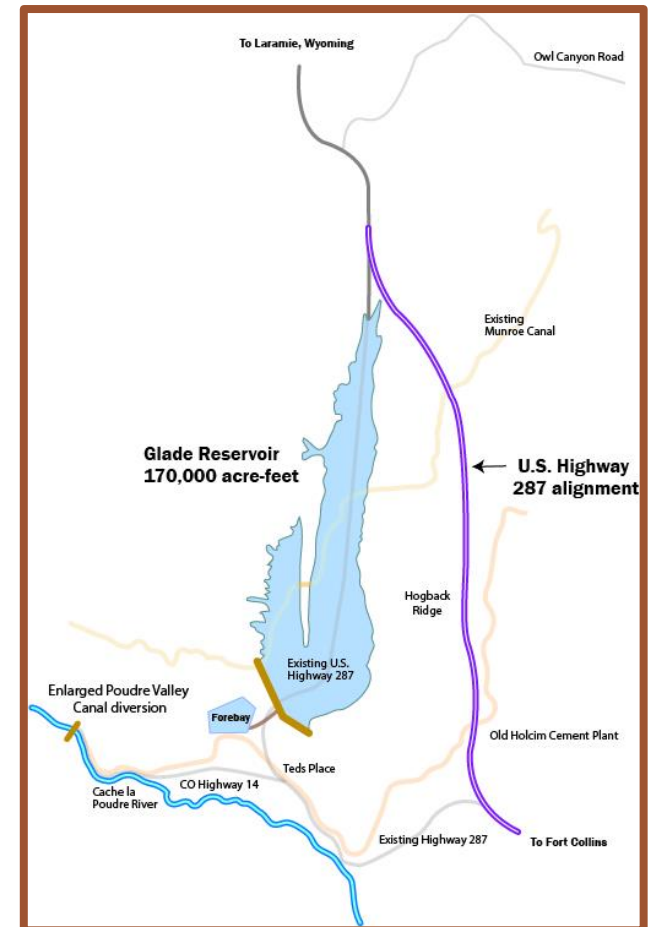 To Laramie, Wyoming
Owl Canyon Road
Existing
Munroe Canal
Glade Reservoir
170,000 acre-feet
U.S. Highway
287 alignment
Hogback
Ridge
Existing U.S.
Highway 287
Enlarged Poudre Valley
Canal diversion
Forebay
Old Holcim Cement Plant
Teds Place
CO Highway 14
Cache la
Poudre River
Existing Highway 287
To Fort Collins